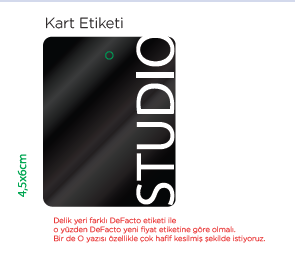 Kart Etiketi
STUDIO
4,5x6cm
Delik yeri farklı DeFacto etiketi ile
o yüzden DeFacto yeni fiyat etiketine göre olmalı.
Bir de O yazısı özellikle çok hafif kesilmiş şekilde istiyoruz.